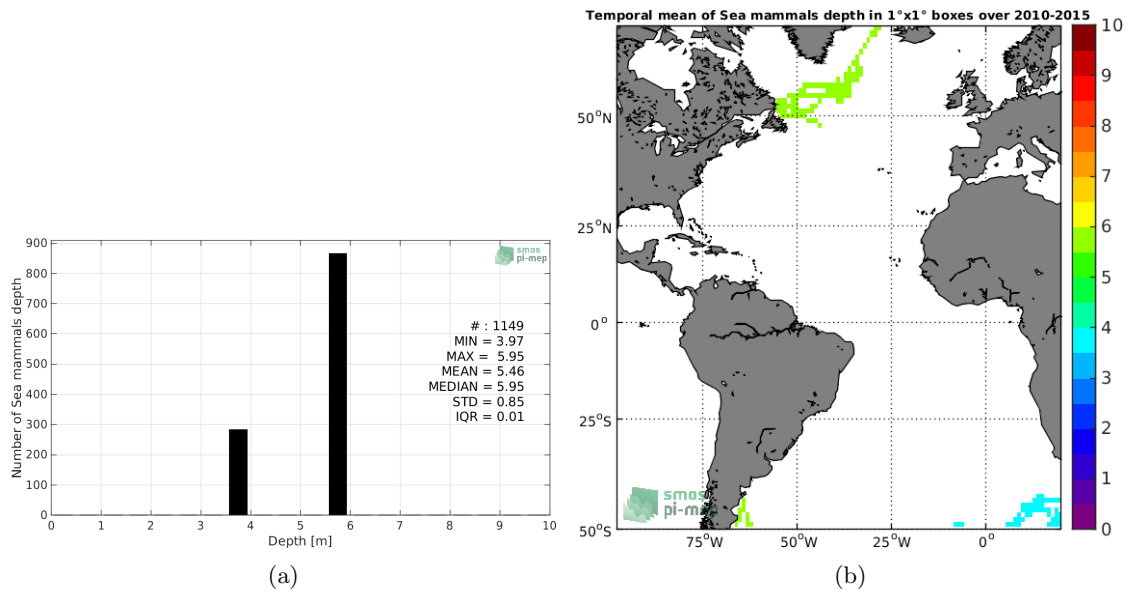 Temporal mean of Sea mammals depth in 1°x1° boxes over 2010-2015
900
800
700
600
500
400
300
200
100
0
Number of Sea mammals depth
smos
pi-mep
# : 1149
MIN = 3.97
MAX = 5.95
MEAN = 5.46
MEDIAN = 5.95
STD = 0.85
IQR = 0.01
0 1 2 3 4 5 6 7 8 9 10
Depth [m]
(a)
50°N
25°N
0°
25°S
50°S
smos
pi-mep
75°W 50°W 25°W 0°
10
9
8
7
6
5
4
3
2
1
0
(b)